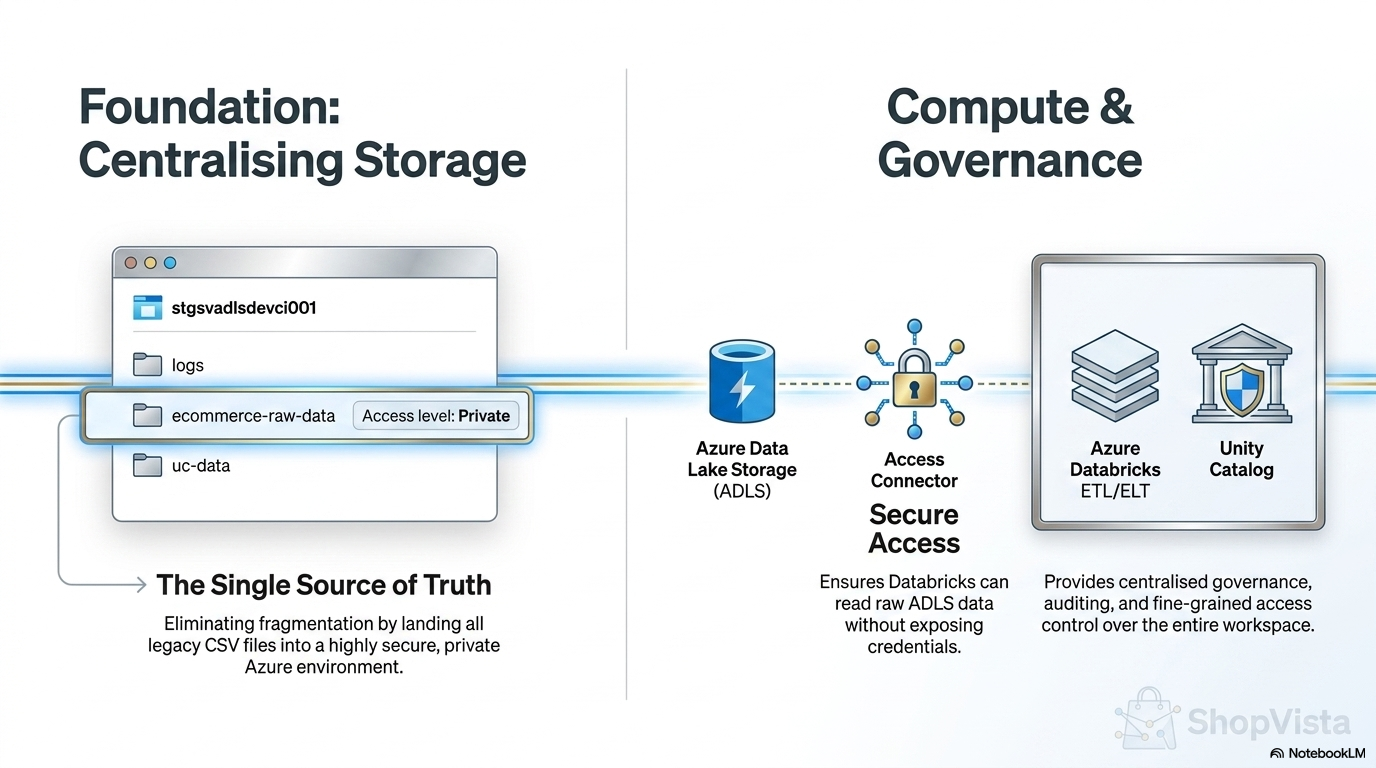 Foundation:
Centralising Storage
stgsvadlsdevci001
logs
ecommerce-raw-data
Access level: Private
uc-data
The Single Source of Truth
Eliminating fragmentation by landing all
legacy CSV files into a highly secure, private
Azure environment.
Compute &
Governance
Azure Data
Lake Storage
(ADLS)
Access
Connector
Secure
Access
Ensures Databricks can
read raw ADLS data
without exposing
credentials.
Azure
Databricks
ETL/ELT
Unity
Catalog
Provides centralised governance,
auditing, and fine-grained access
control over the entire workspace.
ShopVista
NotebookLM